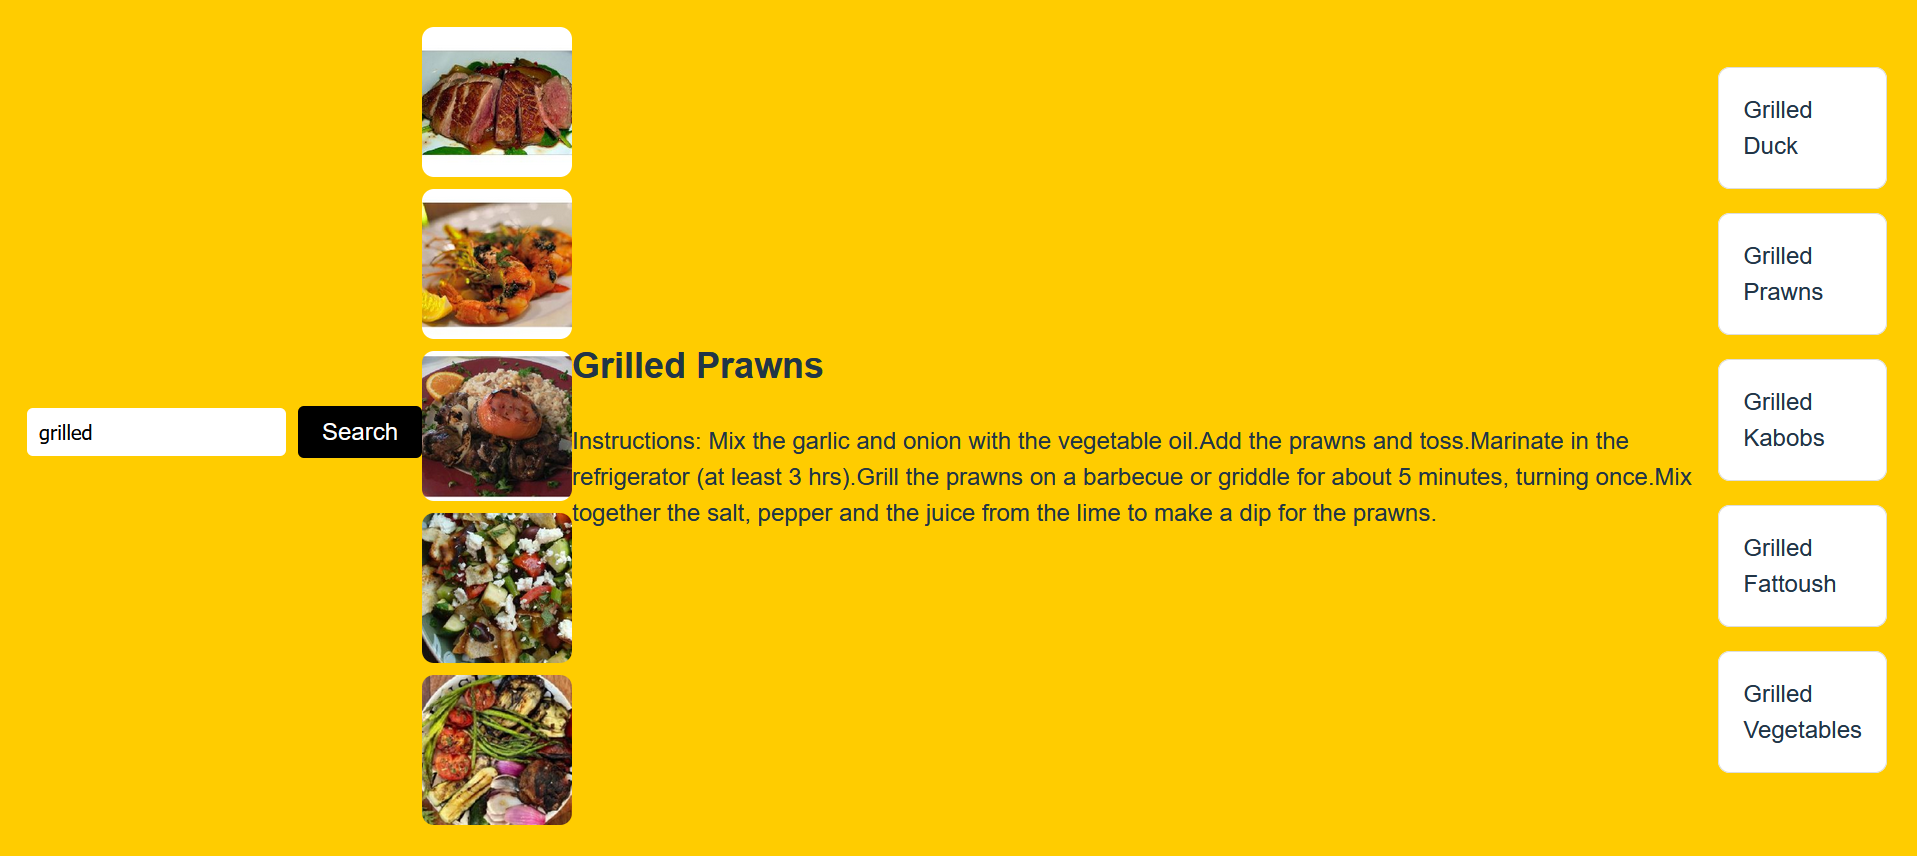 grilled
Search
Grilled Prawns
Instructions: Mix the garlic and onion with the vegetable oil.Add the prawns and toss.Marinate in the
refrigerator (at least 3 hrs).Grill the prawns on a barbecue or griddle for about 5 minutes, turning once.Mix
together the salt, pepper and the juice from the lime to make a dip for the prawns.
Grilled
Duck
Grilled
Prawns
Grilled
Kabobs
Grilled
Fattoush
Grilled
Vegetables